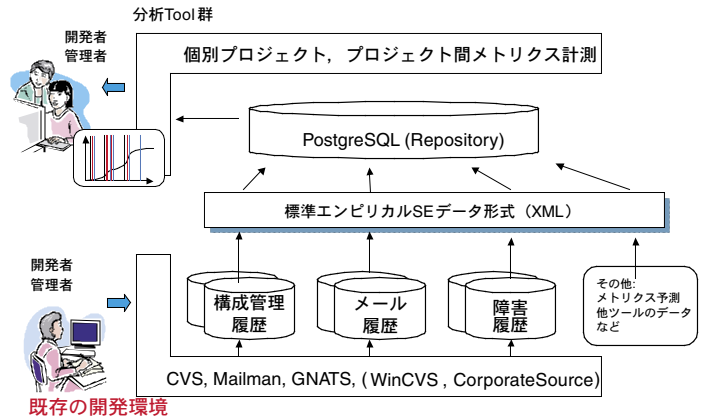 分析Tool群
開発者
管理者
個別プロジェクト，プロジェクト間メトリクス計測
PostgreSQL (Repository)
標準エンピリカルSEデータ形式（XML）
開発者
管理者
構成管理
履歴
メール
履歴
障害
履歴
その他:
メトリクス予測
他ツールのデータ
など
CVS, Mailman, GNATS, ( WinCVS , CorporateSource)
既存の開発環境